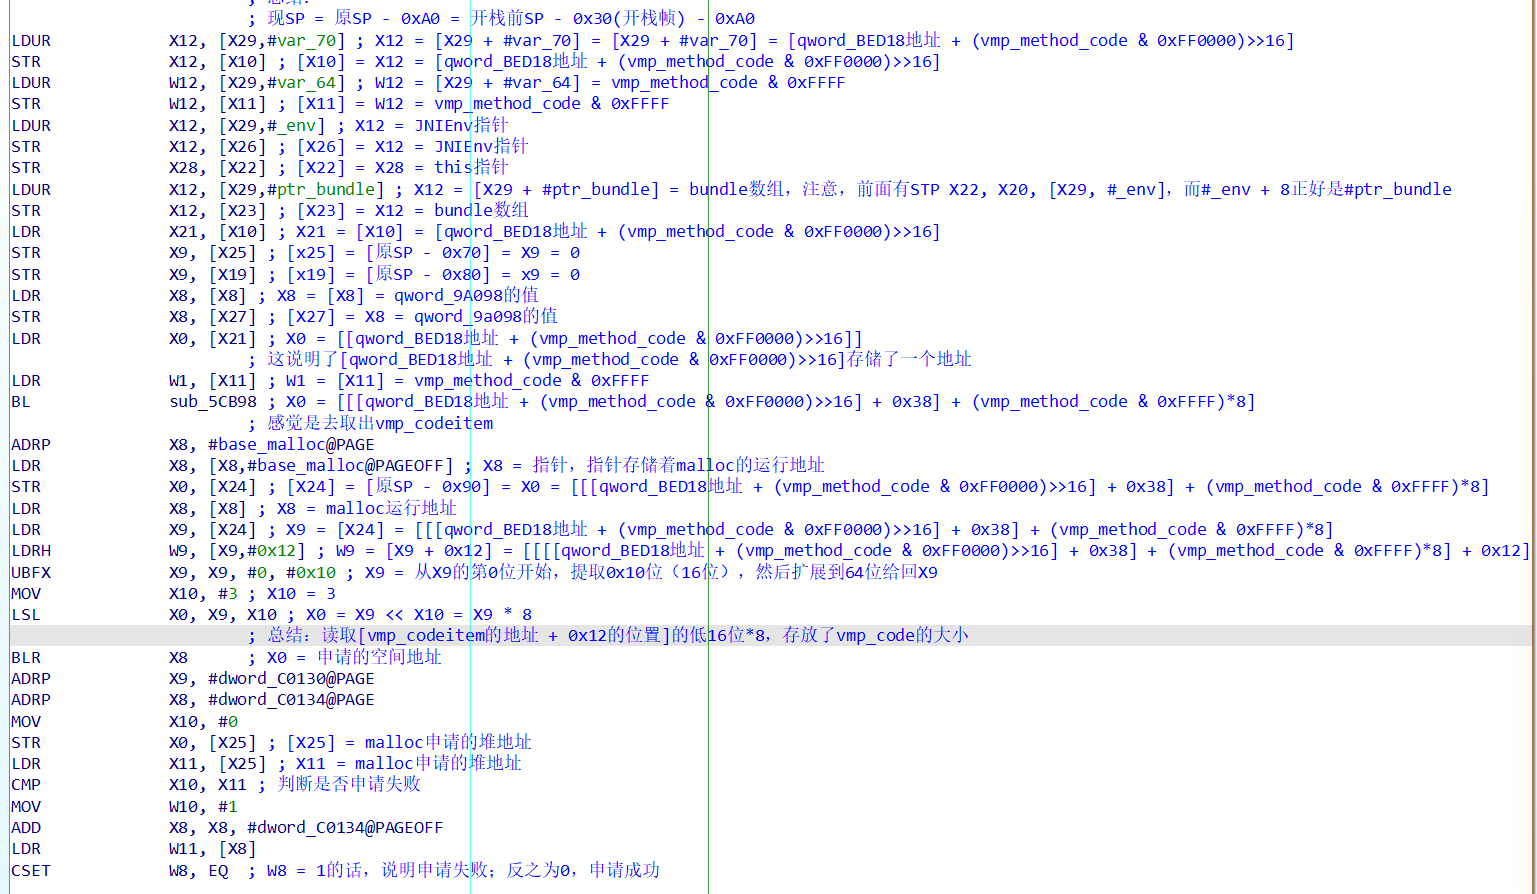 ; 总结:
; 现SP = 原SP - 0xA0 = 开栈前SP - 0x30(开栈帧) - 0xA0
LDUR X12, [X29,#var_70] ; X12 = [X29 + #var_70] = [X29 + #var_70] = [qword_BED18地址 + (vmp_method_code & 0xFF0000)>>16]
STR X12, [X10] ; [X10] = X12 = [qword_BED18地址 + (vmp_method_code & 0xFF0000)>>16]
LDUR W12, [X29,#var_64] ; W12 = [X29 + #var_64] = vmp_method_code & 0xFFFF
STR W12, [X11] ; [X11] = W12 = vmp_method_code & 0xFFFF
LDUR X12, [X29,#_env] ; X12 = JNIEnv指针
STR X12, [X26] ; [X26] = X12 = JNIEnv指针
STR X28, [X22] ; [X22] = X28 = this指针
LDUR X12, [X29,#ptr_bundle] ; X12 = [X29 + #ptr_bundle] = bundle数组，注意，前面有STP X22, X20, [X29, #_env]，而#_env + 8正好是#ptr_bundle
STR X12, [X23] ; [X23] = X12 = bundle数组
LDR X21, [X10] ; X21 = [X10] = [qword_BED18地址 + (vmp_method_code & 0xFF0000)>>16]
STR X9, [X25] ; [x25] = [原SP - 0x70] = X9 = 0
STR X9, [X19] ; [x19] = [原SP - 0x80] = x9 = 0
LDR X8, [X8] ; X8 = [X8] = qword_9A098的值
STR X8, [X27] ; [X27] = X8 = qword_9a098的值
LDR X0, [X21] ; X0 = [[qword_BED18地址 + (vmp_method_code & 0xFF0000)>>16]]
; 这说明了[qword_BED18地址 + (vmp_method_code & 0xFF0000)>>16]存储了一个地址
LDR W1, [X11] ; W1 = [X11] = vmp_method_code & 0xFFFF
BL sub_5CB98 ; X0 = [[[qword_BED18地址 + (vmp_method_code & 0xFF0000)>>16] + 0x38] + (vmp_method_code & 0xFFFF)*8]
; 感觉是去取出vmp_codeitem
ADRP X8, #base_malloc@PAGE
LDR X8, [X8,#base_malloc@PAGEOFF] ; X8 = 指针，指针存储着malloc的运行地址
STR X0, [X24] ; [X24] = [原SP - 0x90] = X0 = [[[qword_BED18地址 + (vmp_method_code & 0xFF0000)>>16] + 0x38] + (vmp_method_code & 0xFFFF)*8]
LDR X8, [X8] ; X8 = malloc运行地址
LDR X9, [X24] ; X9 = [X24] = [[[qword_BED18地址 + (vmp_method_code & 0xFF0000)>>16] + 0x38] + (vmp_method_code & 0xFFFF)*8]
LDRH W9, [X9,#0x12] ; W9 = [X9 + 0x12] = [[[[qword_BED18地址 + (vmp_method_code & 0xFF0000)>>16] + 0x38] + (vmp_method_code & 0xFFFF)*8] + 0x12]
UBFX X9, X9, #0, #0x10 ; X9 = 从X9的第0位开始，提取0x10位（16位），然后扩展到64位给回X9
MOV X10, #3 ; X10 = 3
LSL X0, X9, X10 ; X0 = X9 << X10 = X9 * 8
; 总结: 读取[vmp_codeitem的地址 + 0x12的位置]的低16位*8，存放了vmp_code的大小
BLR X8 ; X0 = 申请的空间地址
ADRP X9, #dword_C0130@PAGE
ADRP X8, #dword_C0134@PAGE
MOV X10, #0
STR X0, [X25] ; [X25] = malloc申请的堆地址
LDR X11, [X25] ; X11 = malloc申请的堆地址
CMP X10, X11 ; 判断是否申请失败
MOV W10, #1
ADD X8, X8, #dword_C0134@PAGEOFF
LDR W11, [X8]
CSET W8, EQ ; W8 = 1的话，说明申请失败；反之为0，申请成功